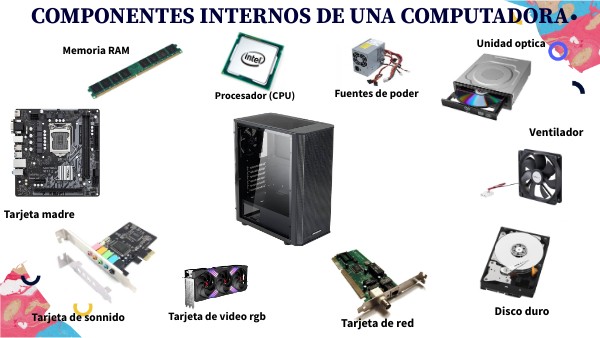 COMPONENTES INTERNOS DE UNA COMPUTADORA.
Memoria RAM
intel
Procesador (CPU)
Fuentes de poder
Unidad optica
Ventilador
Tarjeta madre
Tarjeta de sonnido
Tarjeta de video rgb
Tarjeta de red
Disco duro